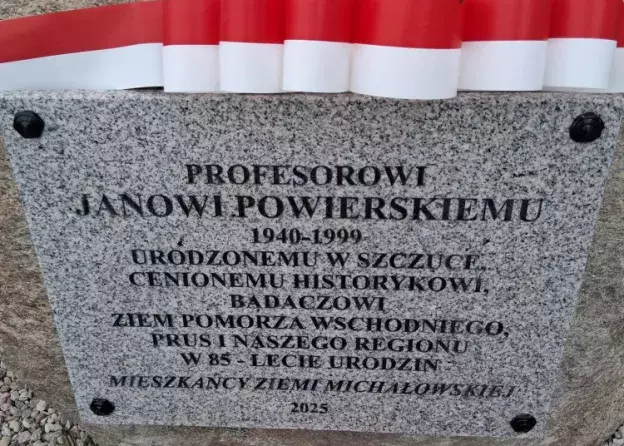 PROFESOROWI
JANOWI POWIERSKIEMU
1940-1999
URODZONEMU W SZCZUCE,
CENIONEMU HISTORYKOWI,
BADACZOWI
ZIEM POMORZA WSCHODNIEGO,
PRUS I NASZEGO REGIONU
W 85 - LECIE URODZIN
MIESZKAŃCY ZIEMI MICHAŁOWSKIEJ
2025